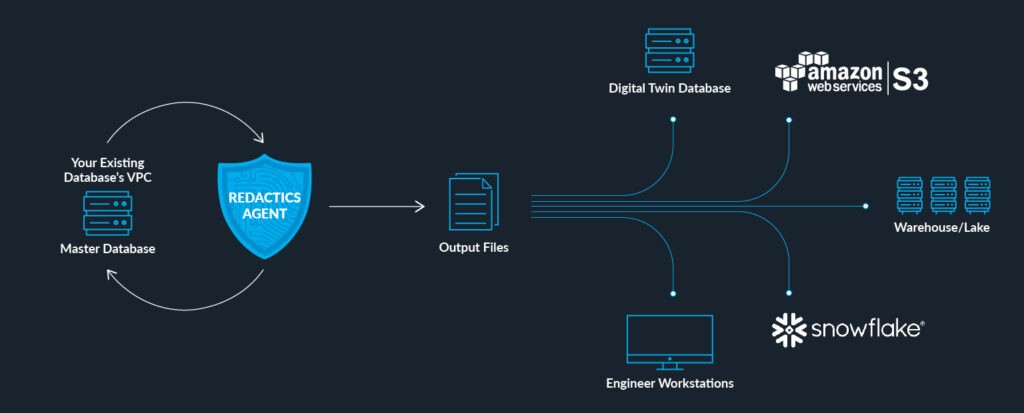 Your Existing
Database's VPC
Master Database
REDACTICS
AGENT
Output Files
Digital Twin Database
amazon
web services
S3
Warehouse/Lake
snowflake®
Engineer Workstations